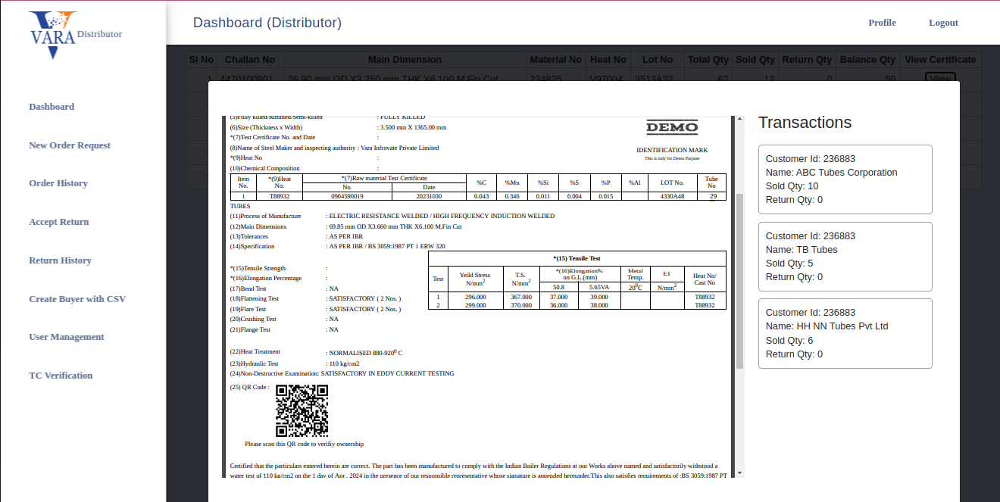 VARA Distributor
Dashboard (Distributor)
Profile
Logout
Dashboard
New Order Request
Order History
Accept Return
Return History
Create Buyer with CSV
User Management
TC Verification
Sl No Challan No Main Dimension Material No Heat No Lot No Total Qty Sold Qty Return Qty Balance Qty View Certificate
1 4470100901 26.90 mm OD X3.250 mm THK X6.100 M.Fin Cut 234825 V97004 3513A32 62 12 0 50 View
(5)Fully killed/Rimmed/Semi-killed : FULLY KILLED
(6)Size (Thickness x Width) : 3.500 mm X 1365.00 mm
*(7)Test Certificate No. and Date :
(8)Name of Steel Maker and inspecting authority : Vara Infrovate Private Limited
*(9)Heat No :
(10)Chemical Composition :
DEMO
IDENTIFICATION MARK
This is only for Demo Purpose
Item No. *(9)Heat No. *(7)Raw material Test Certificate %C %Mn %Si %S %P %Al LOT No. Tube No
No. Date
1 T88932 0904590019 20231030 0.043 0.346 0.011 0.004 0.015 4330A48 29
TUBES
(11)Process of Manufacture : ELECTRIC RESISTANCE WELDED / HIGH FREQUENCY INDUCTION WELDED
(12)Main Dimensions : 69.85 mm OD X3.660 mm THK X6.100 M.Fin Cut
(13)Tolerances : AS PER IBR
(14)Specification : AS PER IBR / BS 3059:1987 PT 1 ERW 320
*(15)Tensile Strength :
*(16)Elongation Percentage :
(17)Bend Test : NA
(18)Flattening Test : SATISFACTORY ( 2 Nos. )
(19)Flare Test : SATISFACTORY ( 2 Nos. )
(20)Crushing Test : NA
(21)Flange Test : NA
*(15) Tensile Test
Test Yeild Stress N/mm2 T.S. N/mm2 *(16)Elongation% on G.L.(mm) Metal Temp. ET Heat No/ Cast No
50.8 5.65VA 200C N/mm2
1 296.000 367.000 37.000 39.000 T88932
2 299.000 370.000 36.000 38.000 T88932
(22)Heat Treatment : NORMALISED 880-9200 C
(23)Hydraulic Test : 110 kg/cm2
(24)Non-Destructive Examination: SATISFACTORY IN EDDY CURRENT TESTING
(25) QR Code :
Please scan this QR code to verifiy ownership
Certified that the particulars entered herein are correct. The part has been manufactured to comply with the Indian Boiler Regulations at our Works above named and satisfactorily withstood a
water test of 110 kg/cm2 on the 1 day of Apr , 2024 in the presence of our responsible representative whose signature is appended hereunder.This also satisfies requirements of :BS 3059:1987 PT
Transactions
Customer Id: 236883
Name: ABC Tubes Corporation
Sold Qty: 10
Return Qty: 0
Customer Id: 236883
Name: TB Tubes
Sold Qty: 5
Return Qty: 0
Customer Id: 236883
Name: HH NN Tubes Pvt Ltd
Sold Qty: 6
Return Qty: 0